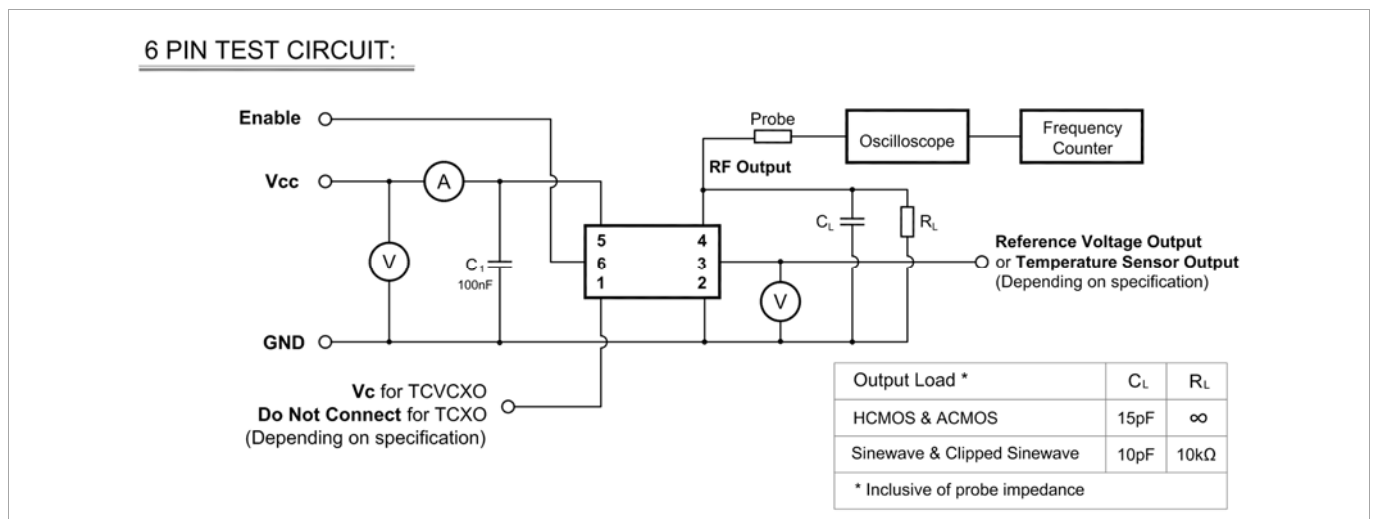 6 PIN TEST CIRCUIT:
Enable
Probe
Oscilloscope
Frequency
Counter
RF Output
Vcc
A
V
C1
100nF
5
6
1
4
3
2
CL
RL
V
Reference Voltage Output
or Temperature Sensor Output
(Depending on specification)
GND
Vc for TCVCXO
Do Not Connect for TCXO
(Depending on specification)
Output Load * CL RL
HCMOS & ACMOS 15pF ∞
Sinewave & Clipped Sinewave 10pF 10kΩ
* Inclusive of probe impedance